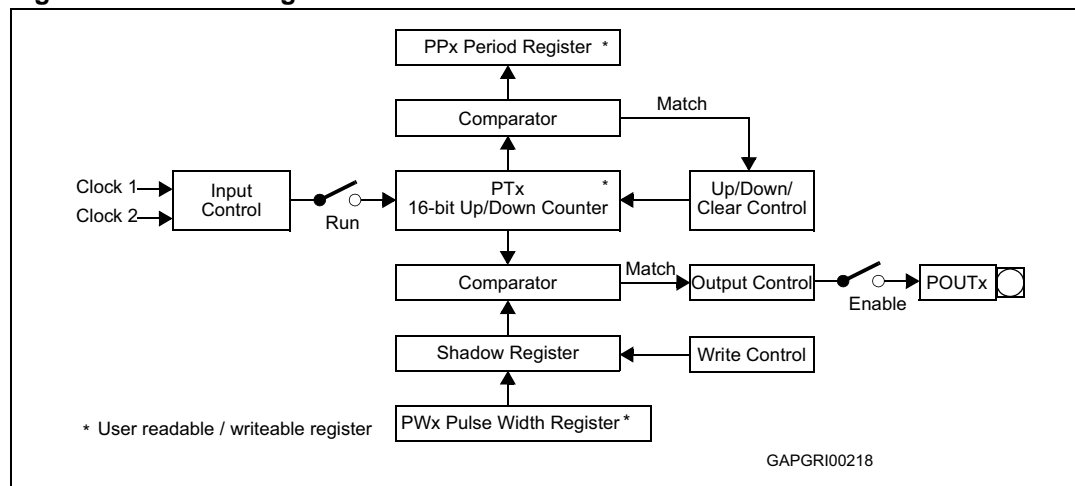 PPx Period Register *
Comparator
Match
Clock 1
Clock 2
Input
Control
Run
PTx *
16-bit Up/Down Counter
Up/Down/
Clear Control
Comparator
Match
Output Control
Enable
POUTx
Shadow Register
Write Control
PWx Pulse Width Register *
* User readable / writeable register
GAPGRI00218